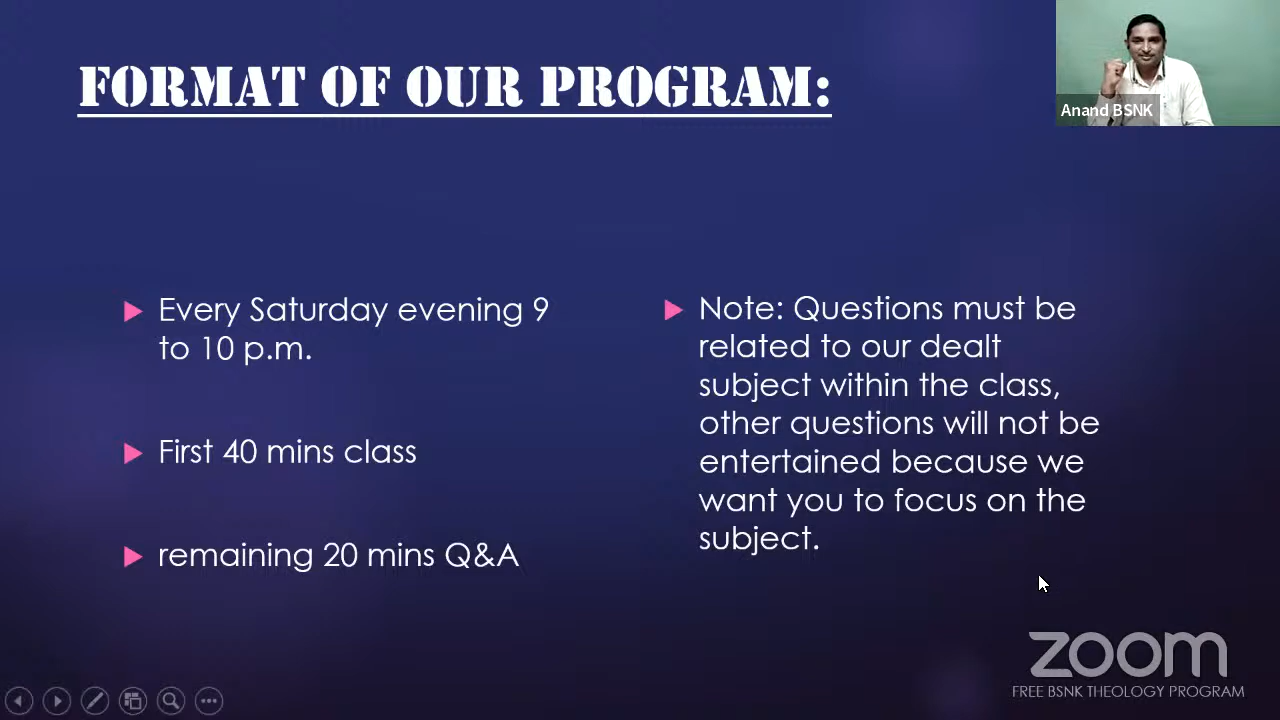 FORMAT OF OUR PROGRAM:
Anand BSNK
Every Saturday evening 9
to 10 p.m.
First 40 mins class
remaining 20 mins Q&A
Note: Questions must be
related to our dealt
subject within the class,
other questions will not be
entertained because we
want you to focus on the
subject.
zoom
FREE BSNK THEOLOGY PROGRAM